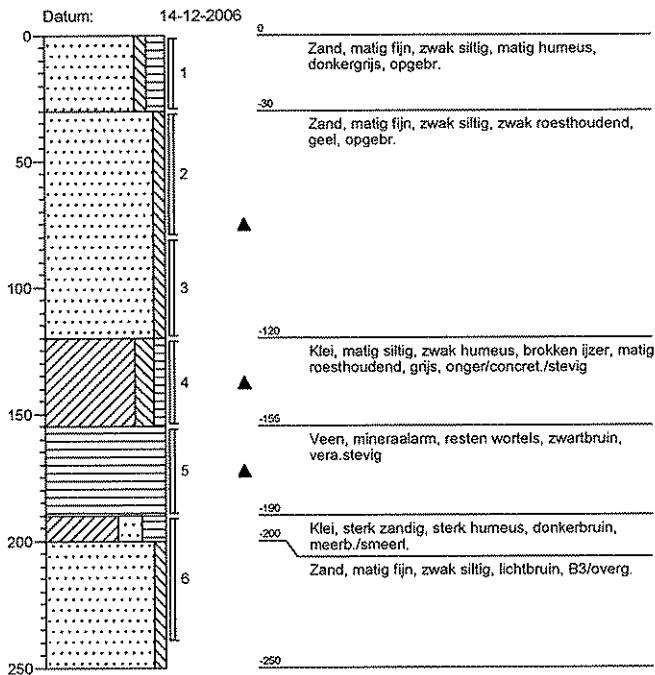 Datum: 14-12-2006
0
0
Zand, matig fijn, zwak siltig, matig humeus,
donkergrijs, opgebr.
1
-30
Zand, matig fijn, zwak siltig, zwak roesthoudend,
geel, opgebr.
2
50
3
100
-120
Klei, matig siltig, zwak humeus, brokken ijzer, matig
roesthoudend, grijs, onger/concret./stevig
4
150
-155
Veen, mineraalarm, resten wortels, zwartbruin,
vera.stevig
5
-190
Klei, sterk zandig, sterk humeus, donkerbruin,
meerb./smeerl.
200
-200
Zand, matig fijn, zwak siltig, lichtbruin, B3/overg.
6
250
-250